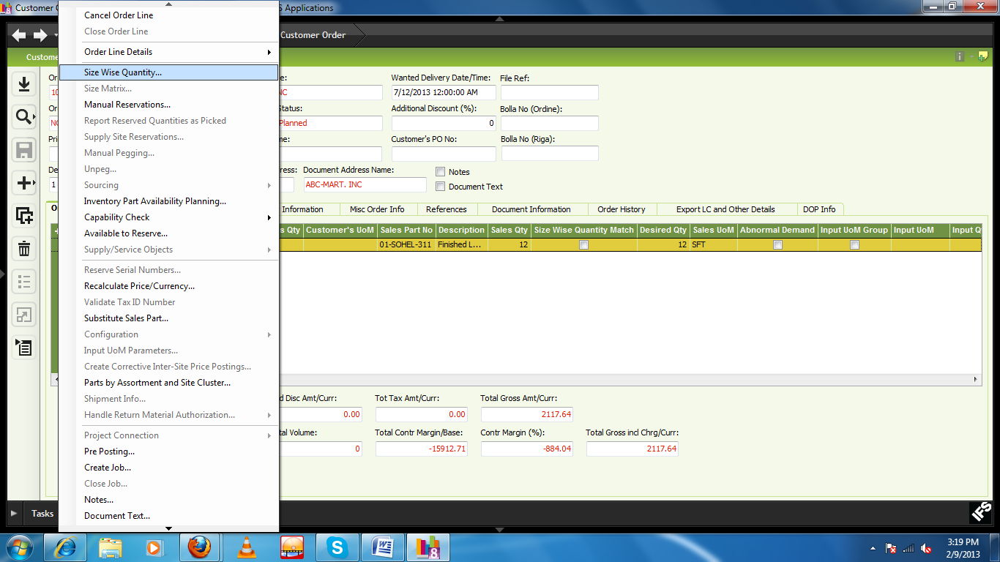 Customer O
S Applications
Cancel Order Line
Close Order Line
Order Line Details
Size Wise Quantity...
Size Matrix...
Manual Reservations...
Report Reserved Quantities as Picked
Supply Site Reservations...
Manual Pegging...
Unpeg...
Sourcing
Inventory Part Availability Planning...
Capability Check
Available to Reserve...
Supply/Service Objects
Reserve Serial Numbers...
Recalculate Price/Currency...
Validate Tax ID Number
Substitute Sales Part...
Configuration
Input UoM Parameters...
Create Corrective Inter-Site Price Postings...
Parts by Assortment and Site Cluster...
Shipment Info...
Handle Return Material Authorization...
Project Connection
Pre Posting...
Create Job...
Close Job...
Notes...
Document Text...
Customer Order
Custome
Or
e:
Wanted Delivery Date/Time:
File Ref:
10
NC
7/12/2013 12:00:00 AM
Or
Status:
Additional Discount (%):
Bolla No (Ordine):
NO
Planned
0
Pri
me:
Customer's PO No:
Bolla No (Riga):
De
ress:
Document Address Name:
Notes
1
ABC-MART. INC
Document Text
O
Information
Misc Order Info
References
Document Information
Order History
Export LC and Other Details
DOP Info
s Qty
Customer's UoM
Sales Part No
Description
Sales Qty
Size Wise Quantity Match
Desired Qty
Sales UoM
Abnormal Demand
Input UoM Group
Input UoM
Input Q
01-SOHEL-311
Finished L...
12
12
SFT
d Disc Amt/Curr:
Tot Tax Amt/Curr:
Total Gross Amt/Curr:
0.00
0.00
2117.64
tal Volume:
Total Contr Margin/Base:
Contr Margin (%):
Total Gross incl Chrg/Curr:
0
-15912.71
-884.04
2117.64
Tasks
IFS
3:19 PM
2/9/2013